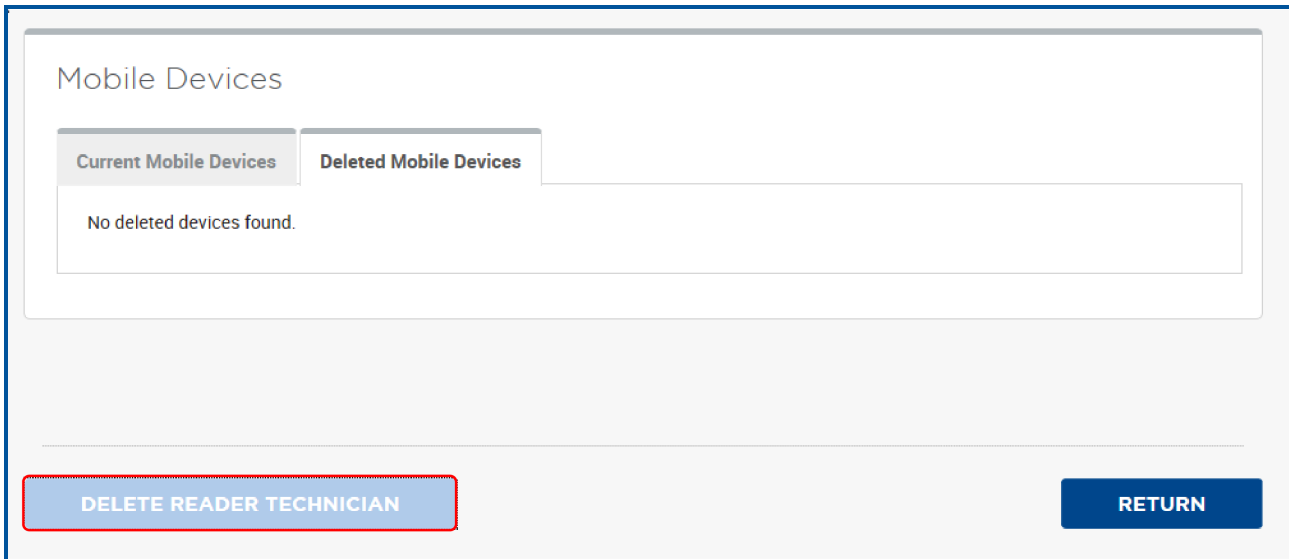 Mobile Devices
Current Mobile Devices Deleted Mobile Devices
No deleted devices found.
DELETE READER TECHNICIAN RETURN